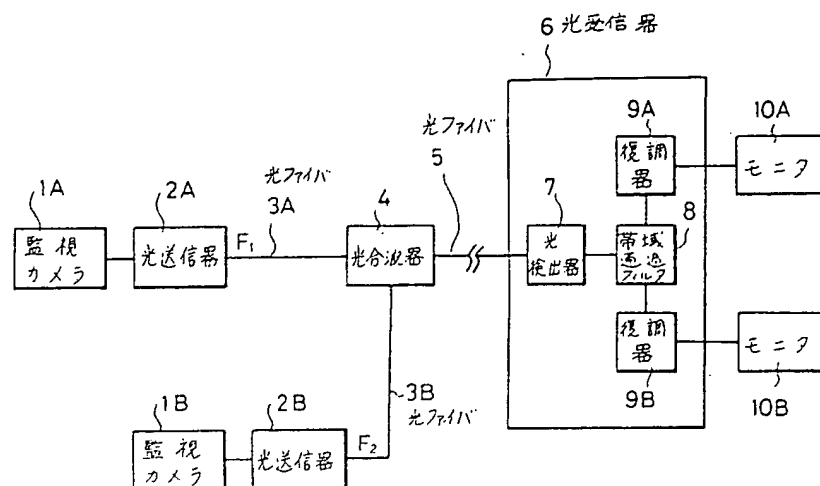 6 光受信器
9A
10A
復調器
モニタ
光ファイバ
5
光ファイバ
3A
1A
2A
4
7
8
監視
カメラ
光送信器
F₁
光合波器
光
検出器
帯域
通過
フィルタ
復調器
モニタ
9B
10B
3B
光ファイバ
1B
2B
監視
カメラ
光送信器
F₂